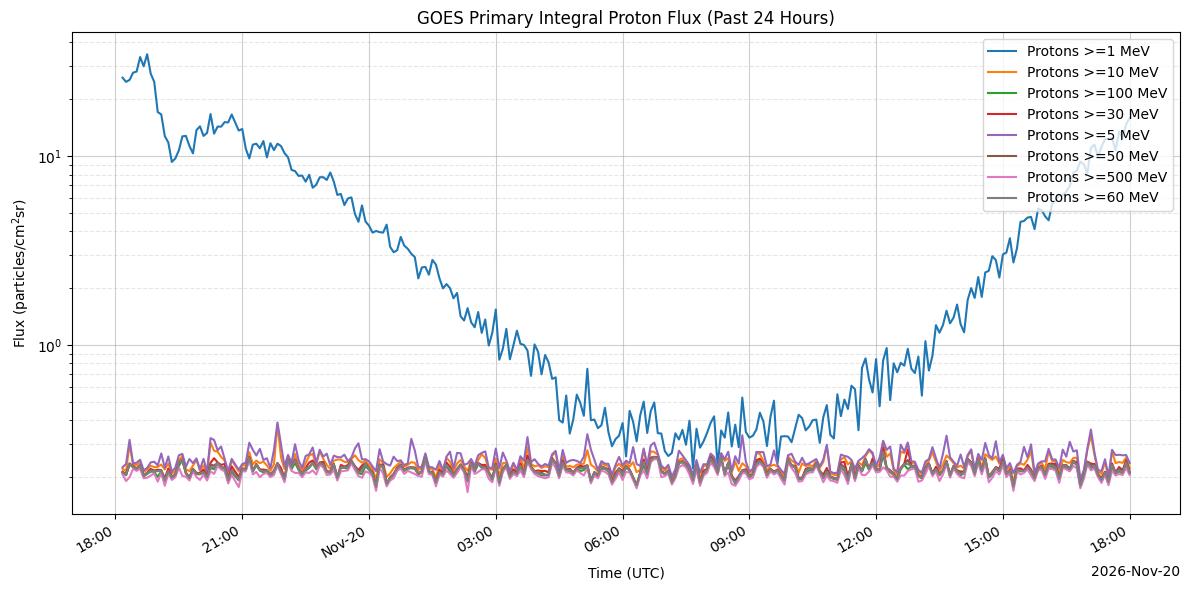 GOES Primary Integral Proton Flux (Past 24 Hours)
Protons >=1 MeV
Protons >=10 MeV
Protons >=100 MeV
Protons >=30 MeV
Protons >=5 MeV
Protons >=50 MeV
Protons >=500 MeV
Protons >=60 MeV
Flux (particles/cm²sr)
10¹
10⁰
18:00
21:00
Nov-20
03:00
06:00
09:00
12:00
15:00
18:00
Time (UTC)
2026-Nov-20